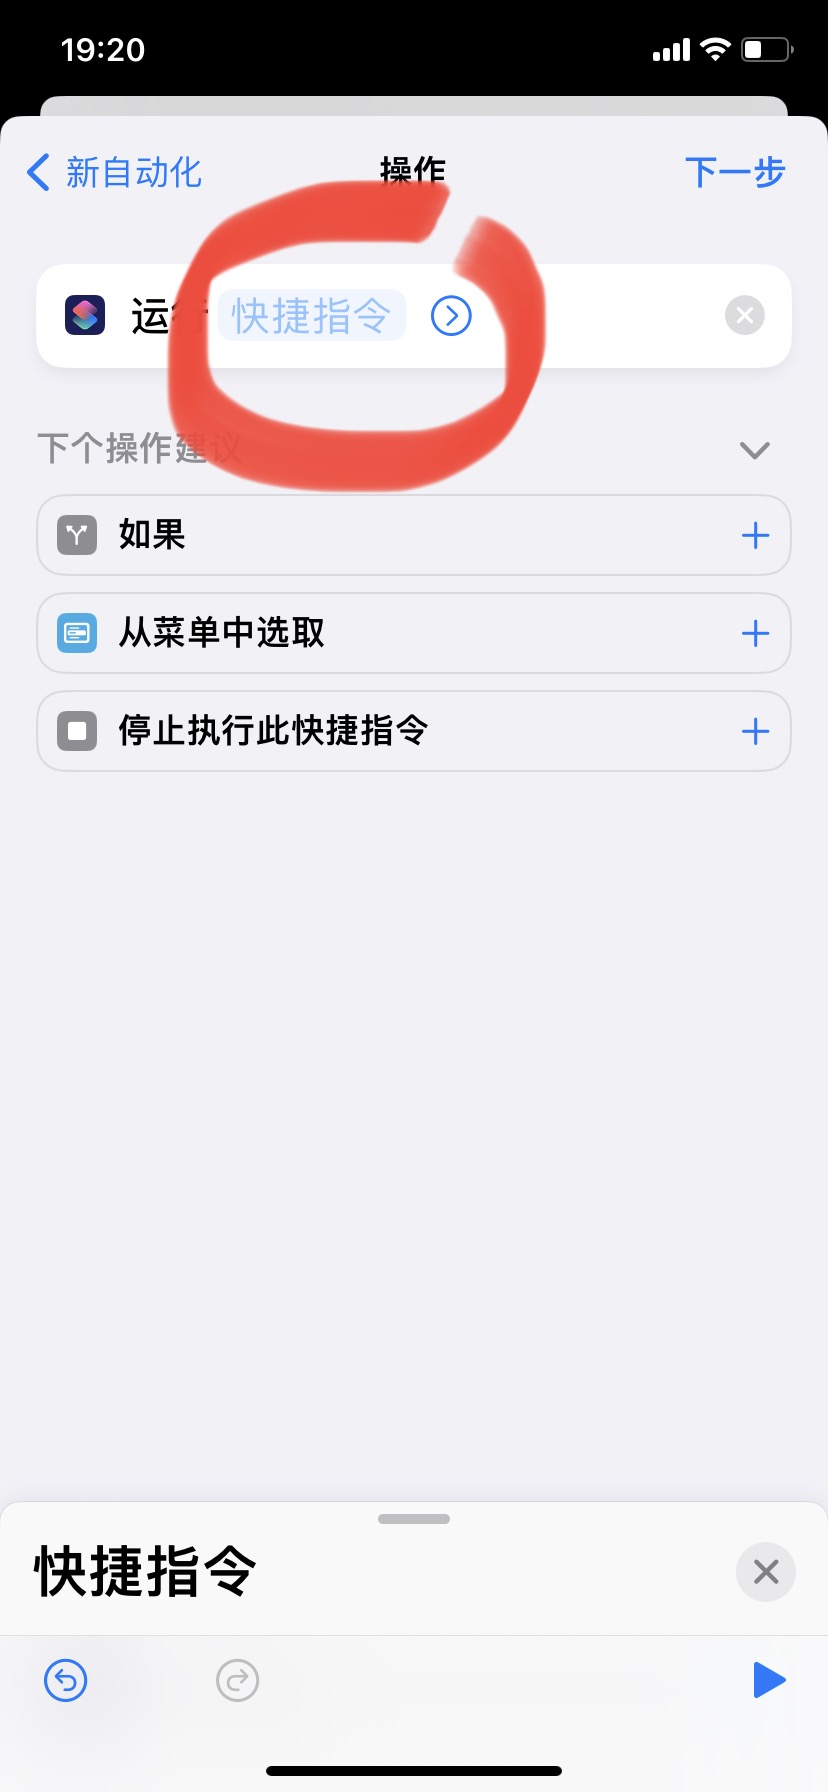 19:20
新自动化
操作
下一步
运行 快捷指令
下个操作建议
如果
从菜单中选取
停止执行此快捷指令
快捷指令